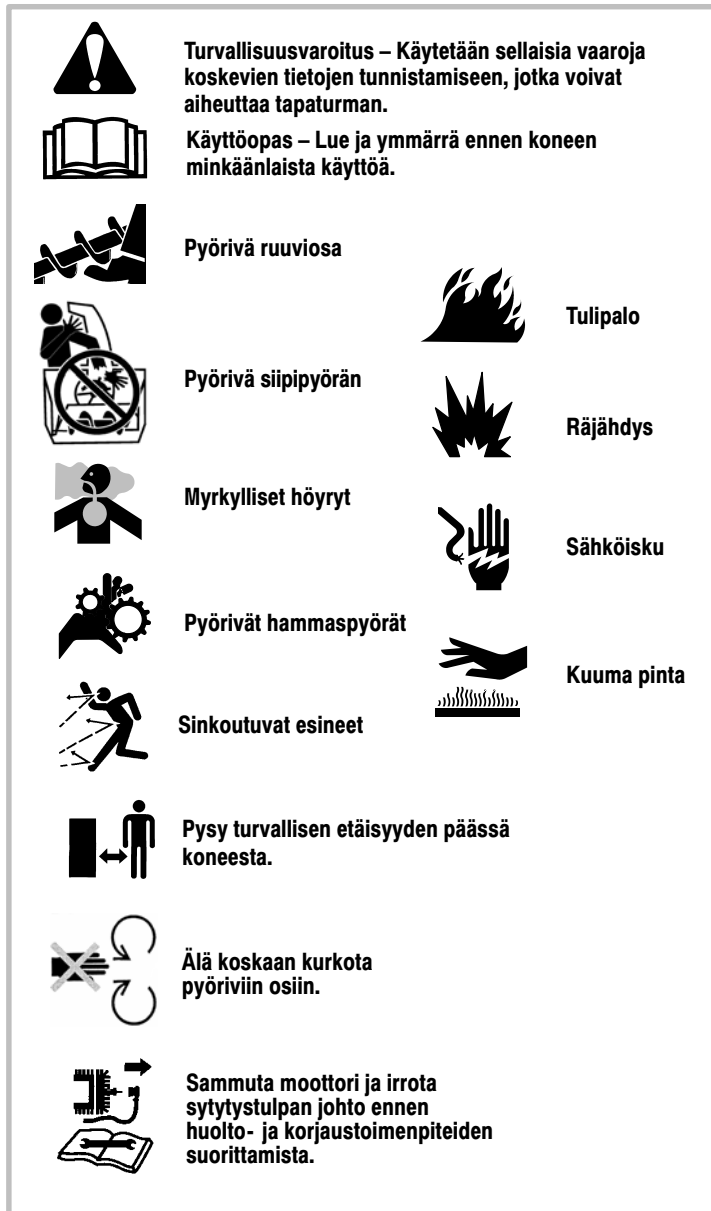 Turvallisuusvaroitus – Käytetään sellaisia vaaroja
koskevien tietojen tunnistamiseen, jotka voivat
aiheuttaa tapaturman.
Käyttöopas – Lue ja ymmärrä ennen koneen
minkäänlaista käyttöä.
Pyörivä ruuviosa
Pyörivä siipipyörän
Myrkylliset höyryt
Pyörivät hammaspyörät
Sinkoutuvat esineet
Pysy turvallisen etäisyyden päässä
koneesta.
Älä koskaan kurkota
pyöriviin osiin.
Sammuta moottori ja irrota
sytytystulpan johto ennen
huolto- ja korjaustoimenpiteiden
suorittamista.
Tulipalo
Räjähdys
Sähköisku
Kuuma pinta